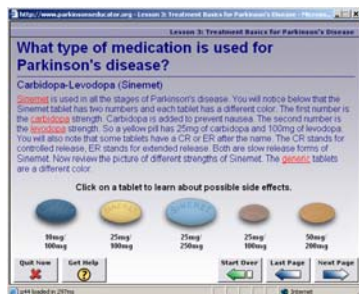 http://www.parkinsonseducator.org - Lesson 3: Treatment Basics for Parkinson's Disease - Micros...
Lesson 3: Treatment Basics for Parkinson's Disease
What type of medication is used for
Parkinson's disease?
Carbidopa-Levodopa (Sinemet)
Sinemet is used in all the stages of Parkinson's disease. You will notice below that the
Sinemet tablet has two numbers and each tablet has a different color. The first number is
the carbidopa strength. Carbidopa is added to prevent nausea. The second number is
the levodopa strength. So a yellow pill has 25mg of carbidopa and 100mg of levodopa.
You will also note that some tablets have a CR or ER after the name. The CR stands for
controlled release, ER stands for extended release. Both are slow release forms of
Sinemet. Now review the picture of different strengths of Sinemet. The generic tablets
are a different color.
Click on a tablet to learn about possible side effects.
SINEMET
10mg/ 25mg/ 25mg/ 25mg/ 50mg/
100mg 100mg 250mg 100mg 200mg
Quit Now Get Help Start Over Last Page Next Page
p44 loaded in 297ms Internet